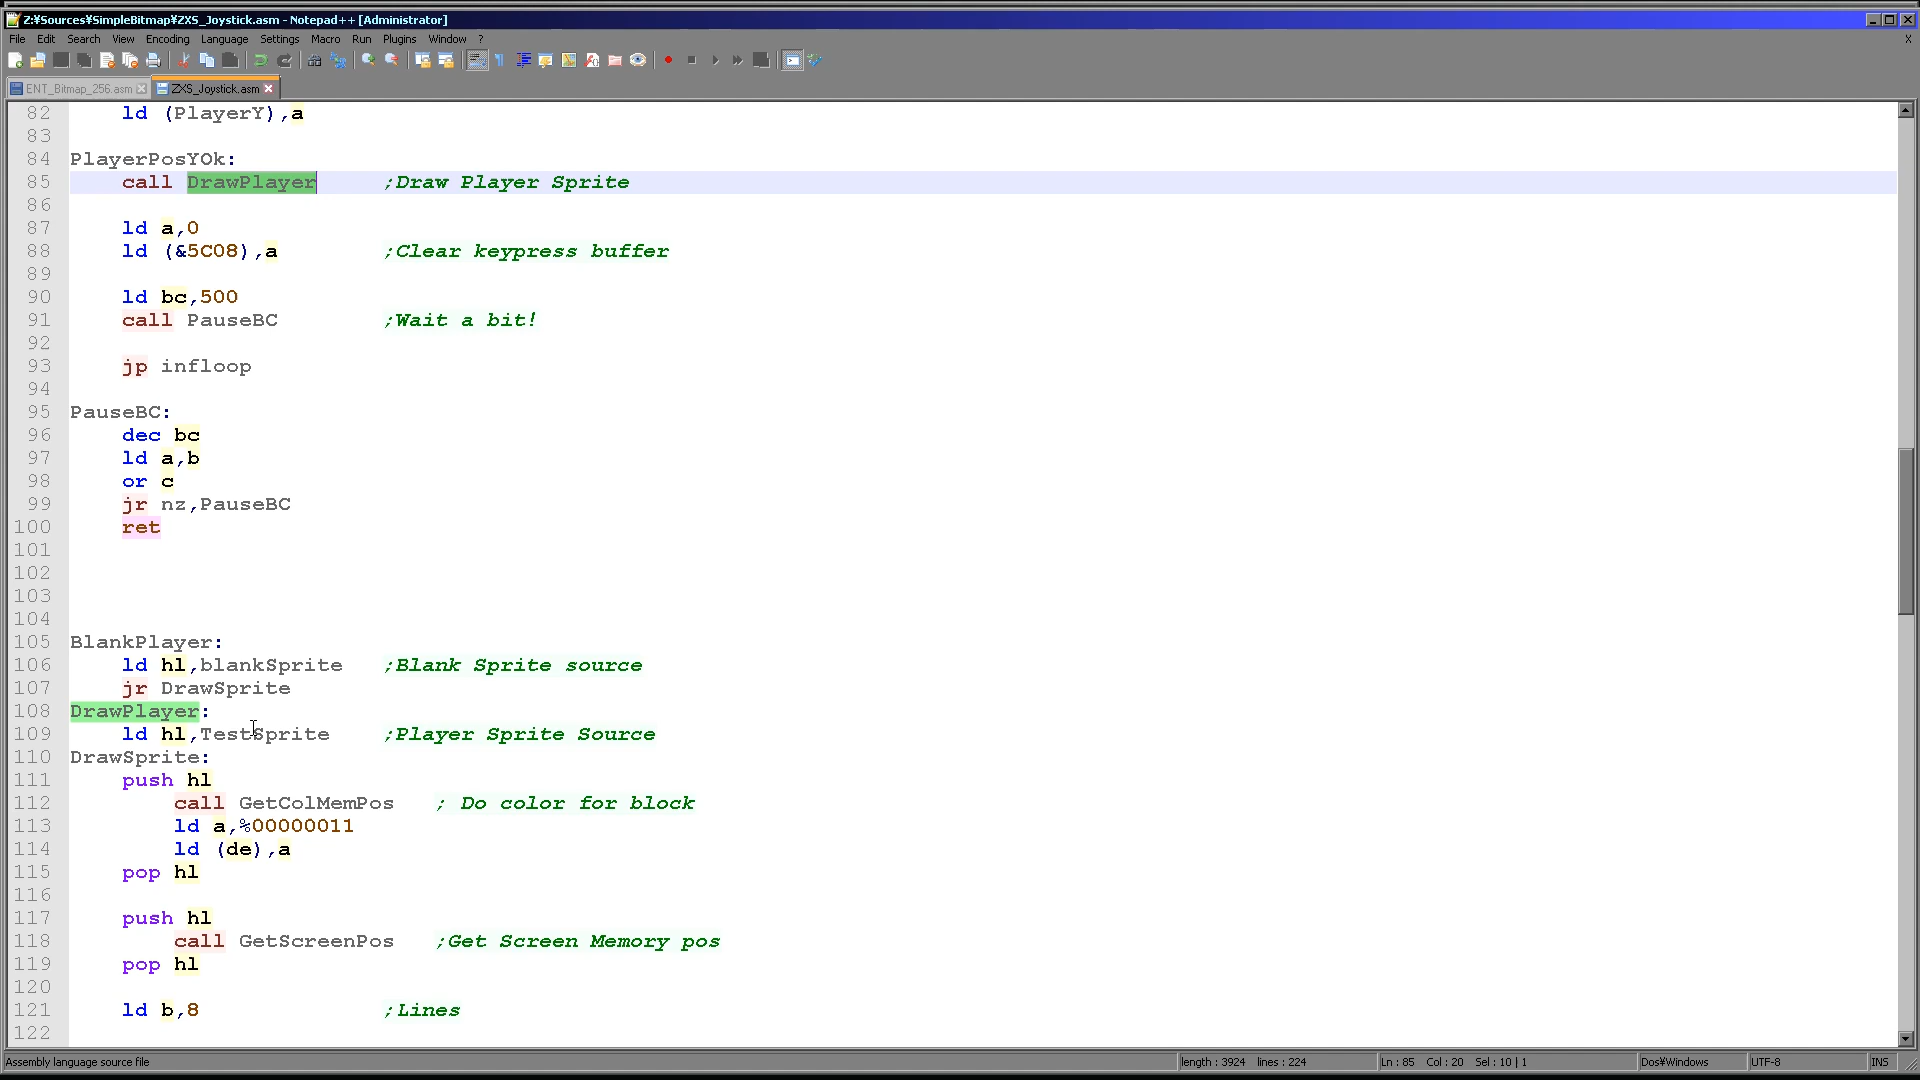 Z:¥Sources¥SimpleBitmap¥ZXS_Joystick.asm - Notepad++ [Administrator]
File Edit Search View Encoding Language Settings Macro Run Plugins Window ? X
ENT_Bitmap_256.asm ZXS_Joystick.asm
82 ld (PlayerY),a
83
84 PlayerPosYOk:
85 call DrawPlayer ;Draw Player Sprite
86
87 ld a,0
88 ld (&5C08),a ;Clear keypress buffer
89
90 ld bc,500
91 call PauseBC ;Wait a bit!
92
93 jp infloop
94
95 PauseBC:
96 dec bc
97 ld a,b
98 or c
99 jr nz,PauseBC
100 ret
101
102
103
104
105 BlankPlayer:
106 ld hl,blankSprite ;Blank Sprite source
107 jr DrawSprite
108 DrawPlayer:
109 ld hl,TestSprite ;Player Sprite Source
110 DrawSprite:
111 push hl
112 call GetColMemPos ; Do color for block
113 ld a,%00000011
114 ld (de),a
115 pop hl
116
117 push hl
118 call GetScreenPos ;Get Screen Memory pos
119 pop hl
120
121 ld b,8 ;Lines
122
Assembly language source file length : 3924 lines : 224 Ln : 85 Col : 20 Sel : 10 | 1 Dos¥Windows UTF-8 INS